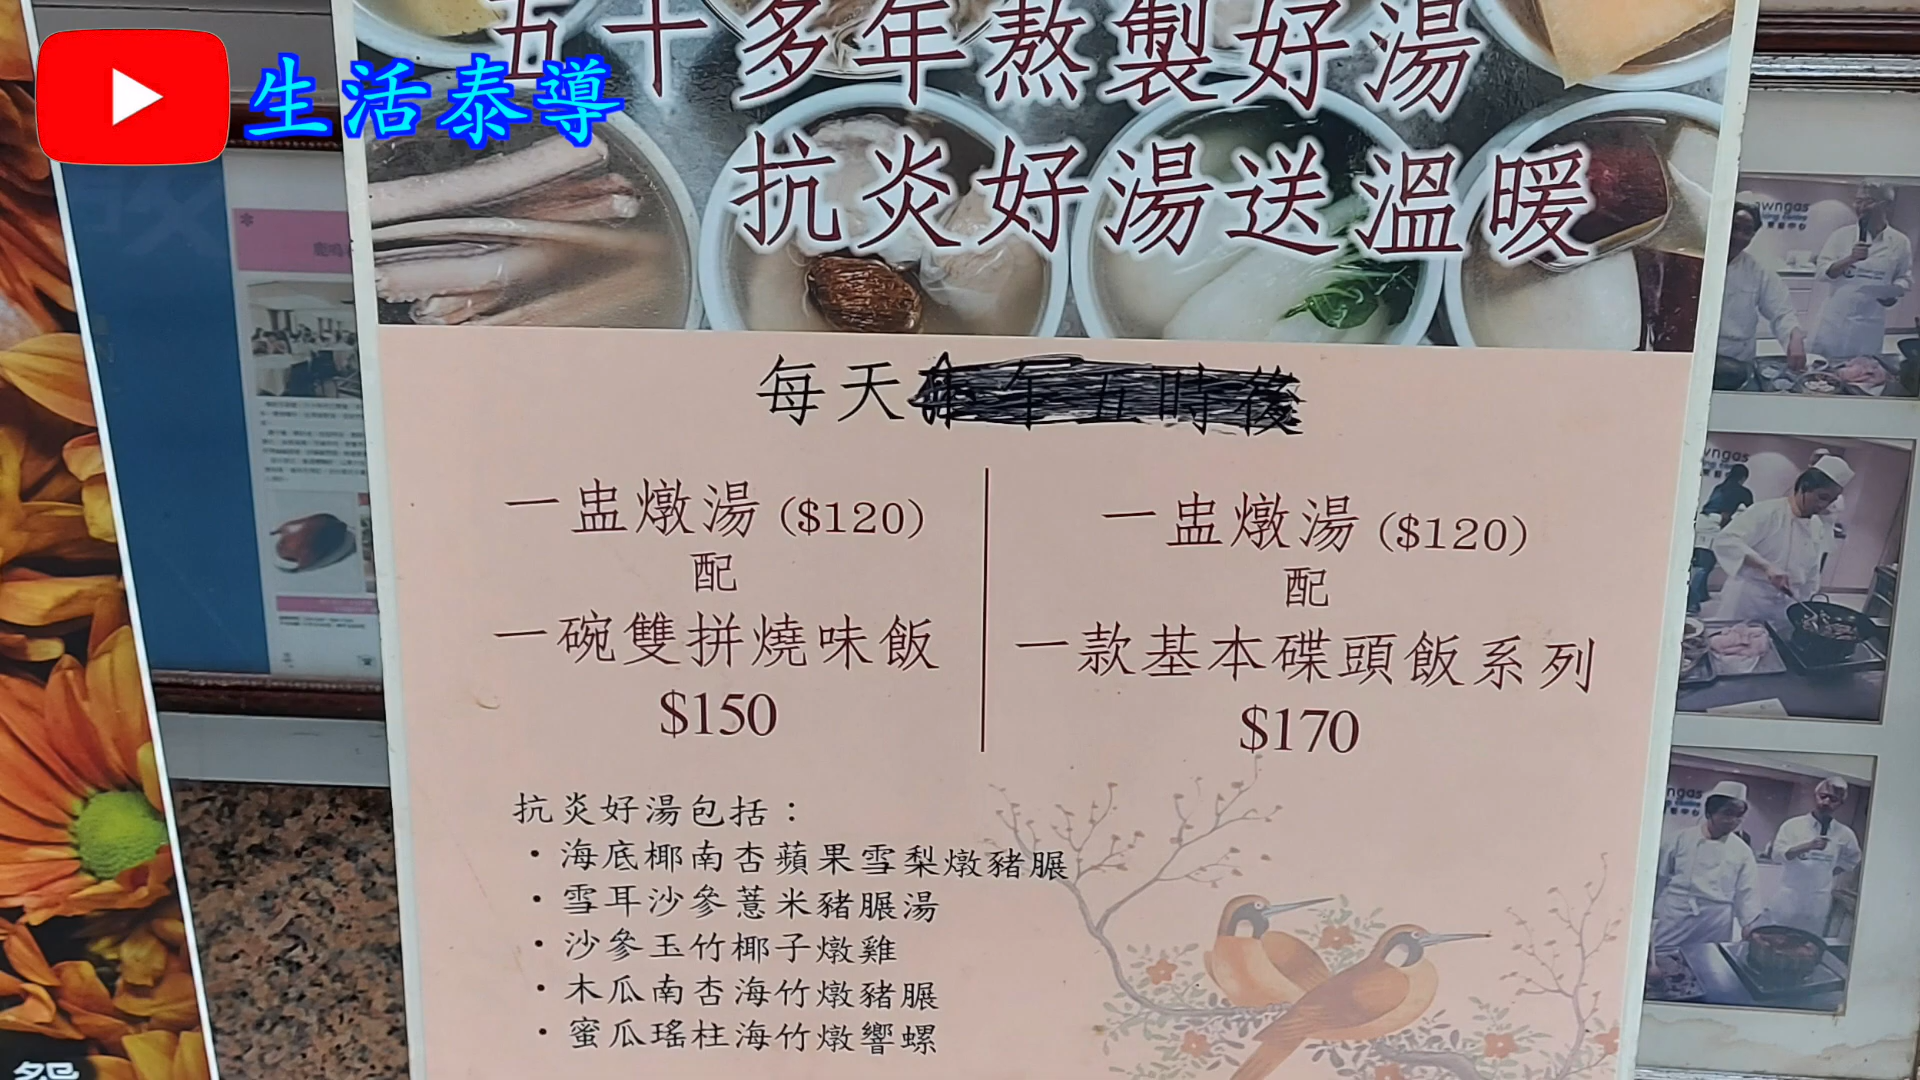 生活泰導
五十多年熬製好湯
抗炎好湯送溫暖
每天
一盅燉湯 ($120)
配
一碗雙拼燒味飯
$150
一盅燉湯 ($120)
配
一款基本碟頭飯系列
$170
抗炎好湯包括：
・海底椰南杏蘋果雪梨燉豬𦟌
・雪耳沙參薏米豬𦟌湯
・沙參玉竹椰子燉雞
・木瓜南杏海竹燉豬𦟌
・蜜瓜瑤柱海竹燉響螺